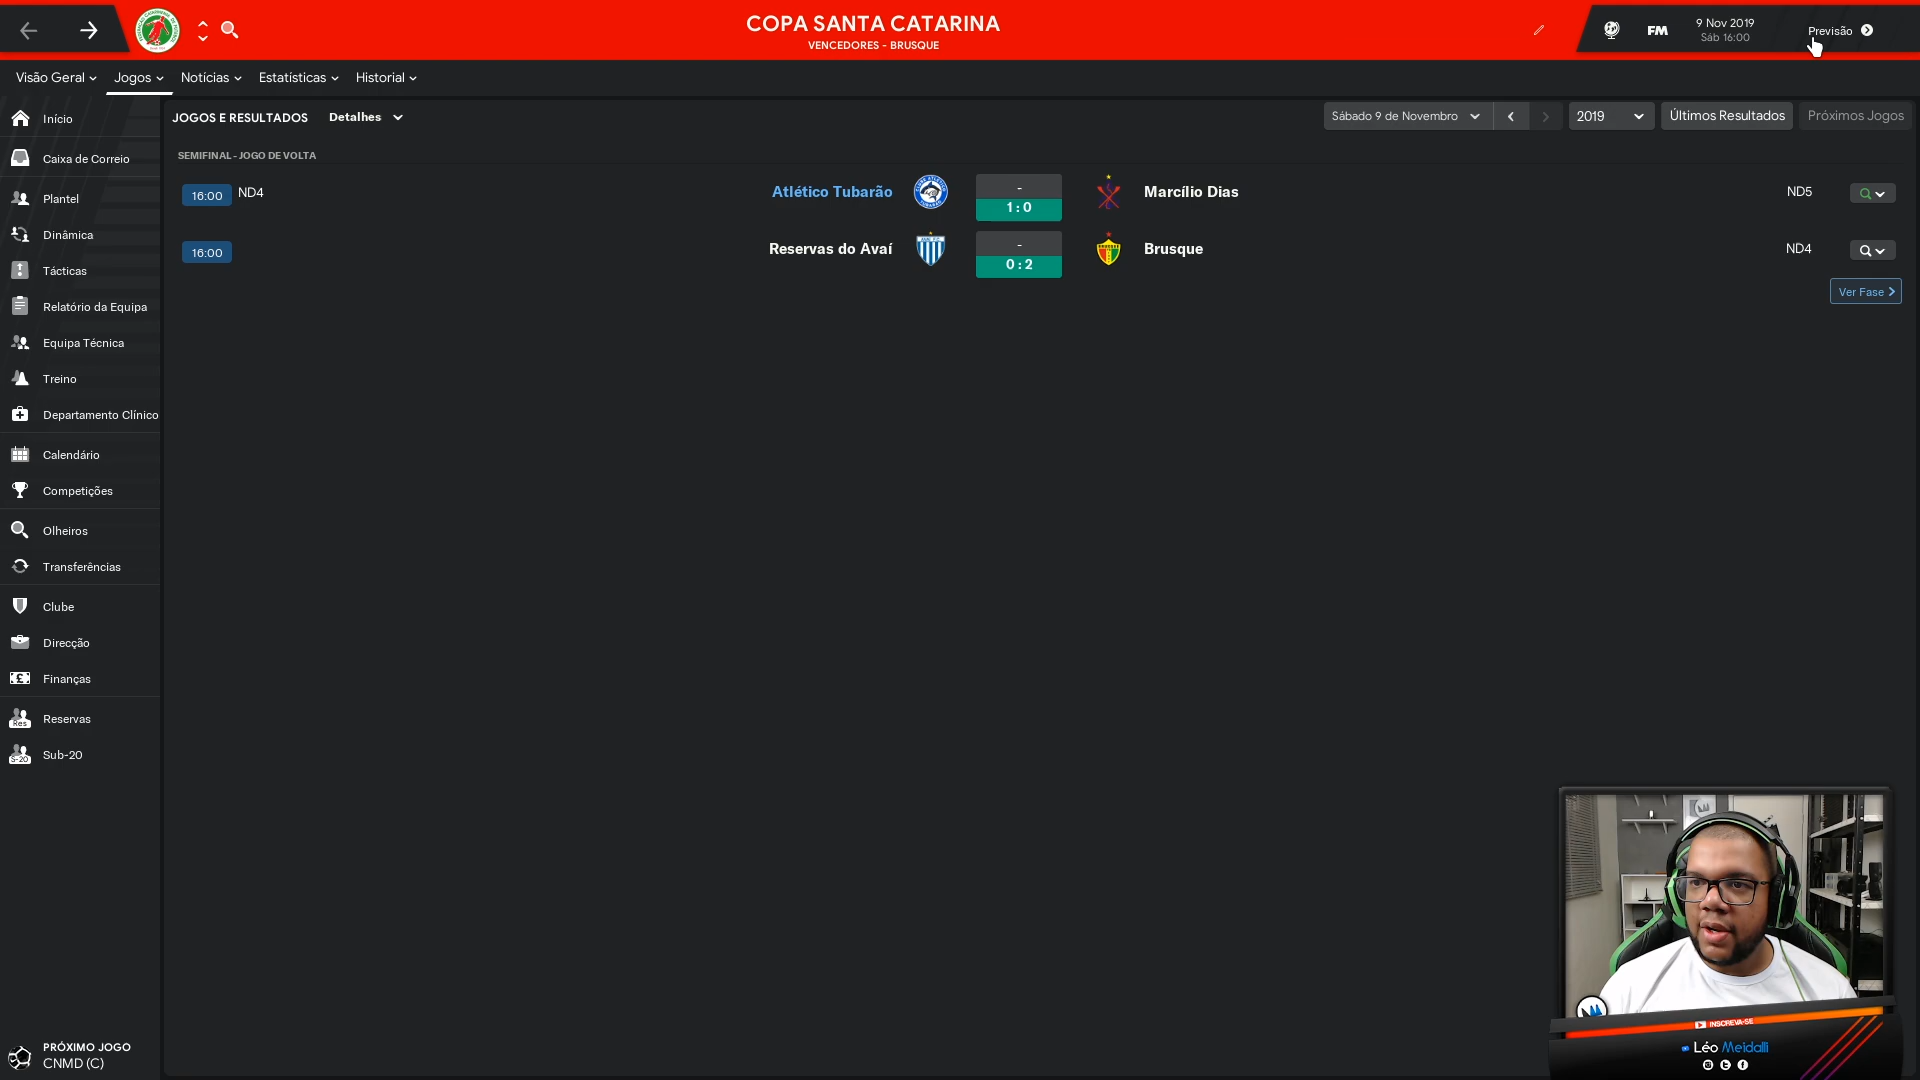 COPA SANTA CATARINA
VENCEDORES - BRUSQUE
FM
9 Nov 2019
Sáb 16:00
Previsão
Visão Geral
Jogos
Notícias
Estatísticas
Historial
Início
Caixa de Correio
Plantel
Dinâmica
Tácticas
Relatório da Equipa
Equipa Técnica
Treino
Departamento Clínico
Calendário
Competições
Olheiros
Transferências
Clube
Direcção
Finanças
Res
Reservas
S-20
Sub-20
PRÓXIMO JOGO
CNMD (C)
JOGOS E RESULTADOS
Detalhes
Sábado 9 de Novembro
2019
Últimos Resultados
Próximos Jogos
SEMIFINAL - JOGO DE VOLTA
16:00 ND4 Atlético Tubarão - Marcílio Dias ND5
1 : 0
16:00 Reservas do Avaí - Brusque ND4
0 : 2
Ver Fase
INSCREVA-SE
Léo Meidalli